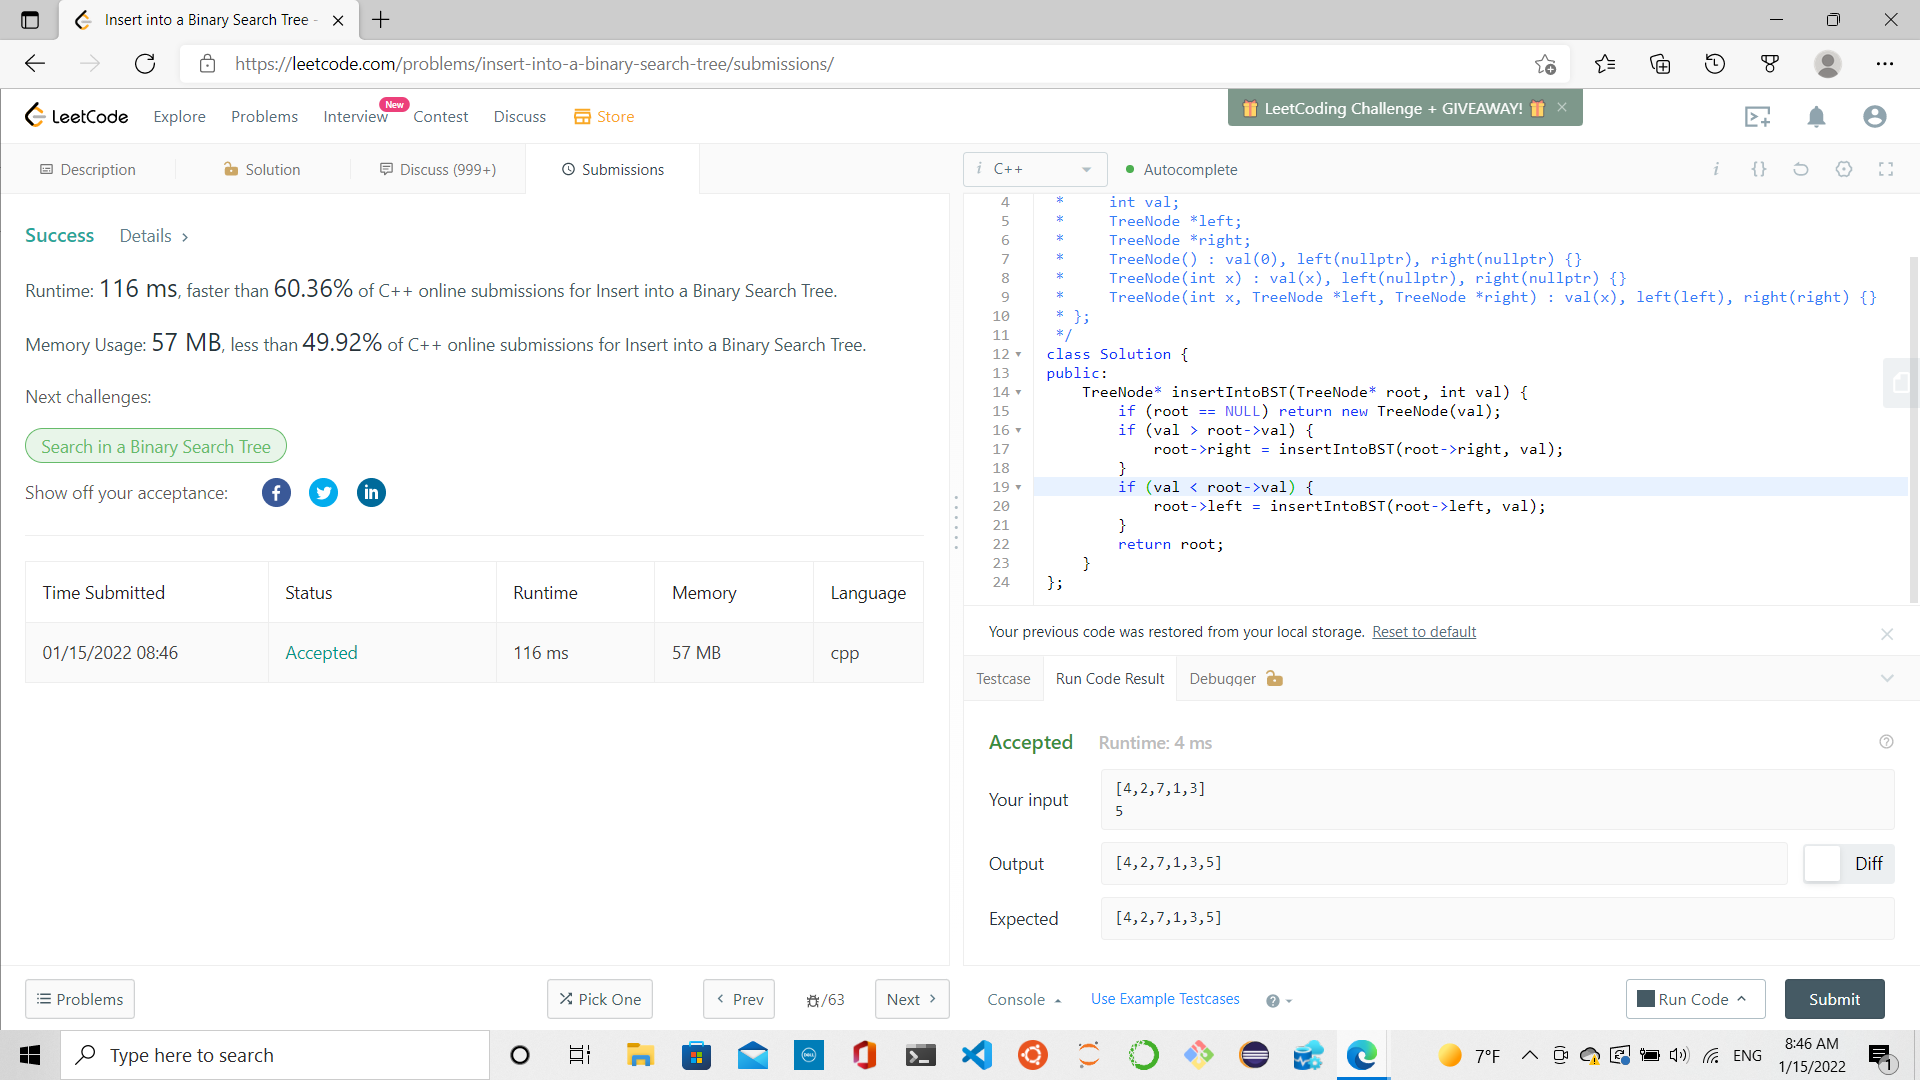 Insert into a Binary Search Tree -
https://leetcode.com/problems/insert-into-a-binary-search-tree/submissions/
LeetCode
Explore
Problems
Interview
New
Contest
Discuss
Store
LeetCoding Challenge + GIVEAWAY!
Description
Solution
Discuss (999+)
Submissions
i C++
Autocomplete
Success
Details >
Runtime: 116 ms, faster than 60.36% of C++ online submissions for Insert into a Binary Search Tree.
Memory Usage: 57 MB, less than 49.92% of C++ online submissions for Insert into a Binary Search Tree.
Next challenges:
Search in a Binary Search Tree
Show off your acceptance:
Time Submitted Status Runtime Memory Language
01/15/2022 08:46 Accepted 116 ms 57 MB cpp
4 * int val;
5 * TreeNode *left;
6 * TreeNode *right;
7 * TreeNode() : val(0), left(nullptr), right(nullptr) {}
8 * TreeNode(int x) : val(x), left(nullptr), right(nullptr) {}
9 * TreeNode(int x, TreeNode *left, TreeNode *right) : val(x), left(left), right(right) {}
10 * };
11 */
12 class Solution {
13 public:
14 TreeNode* insertIntoBST(TreeNode* root, int val) {
15 if (root == NULL) return new TreeNode(val);
16 if (val > root->val) {
17 root->right = insertIntoBST(root->right, val);
18 }
19 if (val < root->val) {
20 root->left = insertIntoBST(root->left, val);
21 }
22 return root;
23 }
24 };
Your previous code was restored from your local storage. Reset to default
Testcase
Run Code Result
Debugger
Accepted Runtime: 4 ms
Your input
[4,2,7,1,3]
5
Output
[4,2,7,1,3,5]
Diff
Expected
[4,2,7,1,3,5]
Problems
Pick One
Prev
/63
Next
Console
Use Example Testcases
Run Code
Submit
Type here to search
DELL
7°F
ENG
8:46 AM
1/15/2022
1